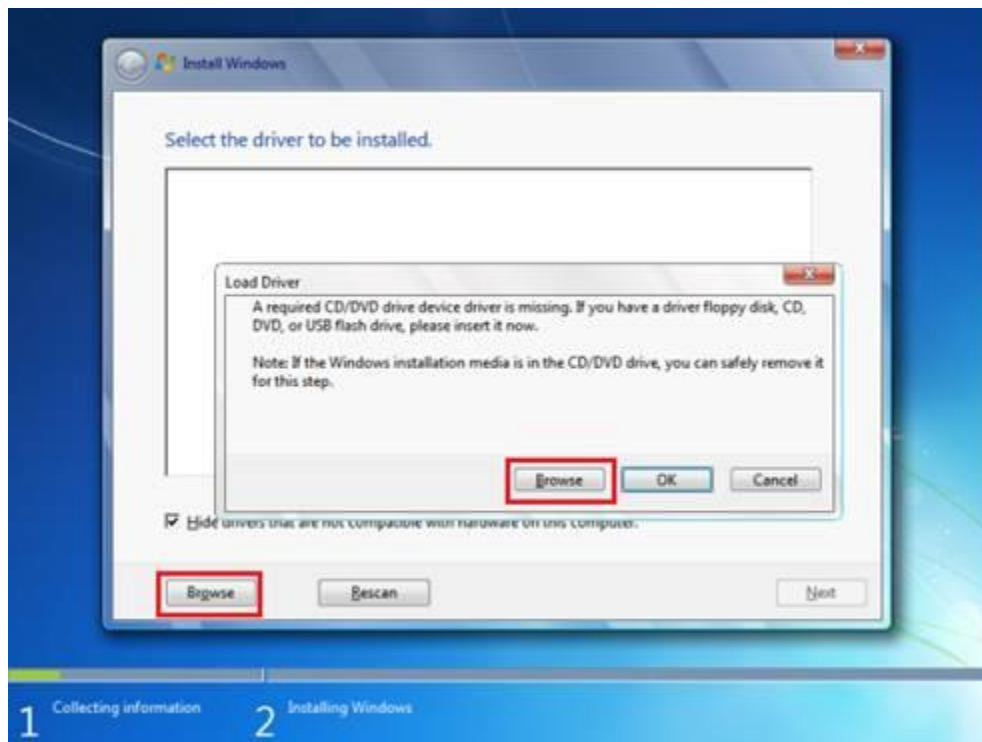 Install Windows
Select the driver to be installed.
Load Driver
A required CD/DVD drive device driver is missing. If you have a driver floppy disk, CD,
DVD, or USB flash drive, please insert it now.
Note: If the Windows installation media is in the CD/DVD drive, you can safely remove it
for this step.
Browse OK Cancel
Hide drivers that are not compatible with hardware on this computer.
Browse Rescan Next
1 Collecting information 2 Installing Windows